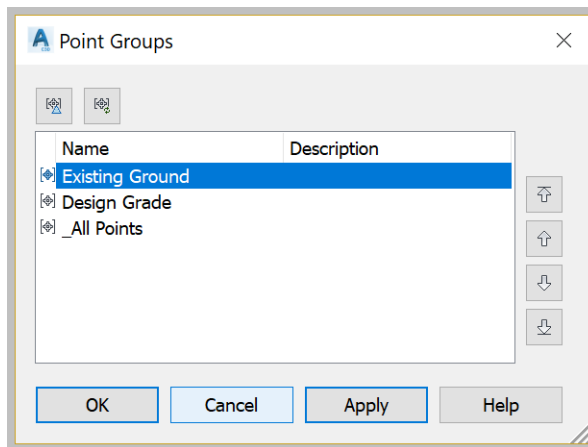 Point Groups
Name Description
Existing Ground
Design Grade
_All Points
OK Cancel Apply Help